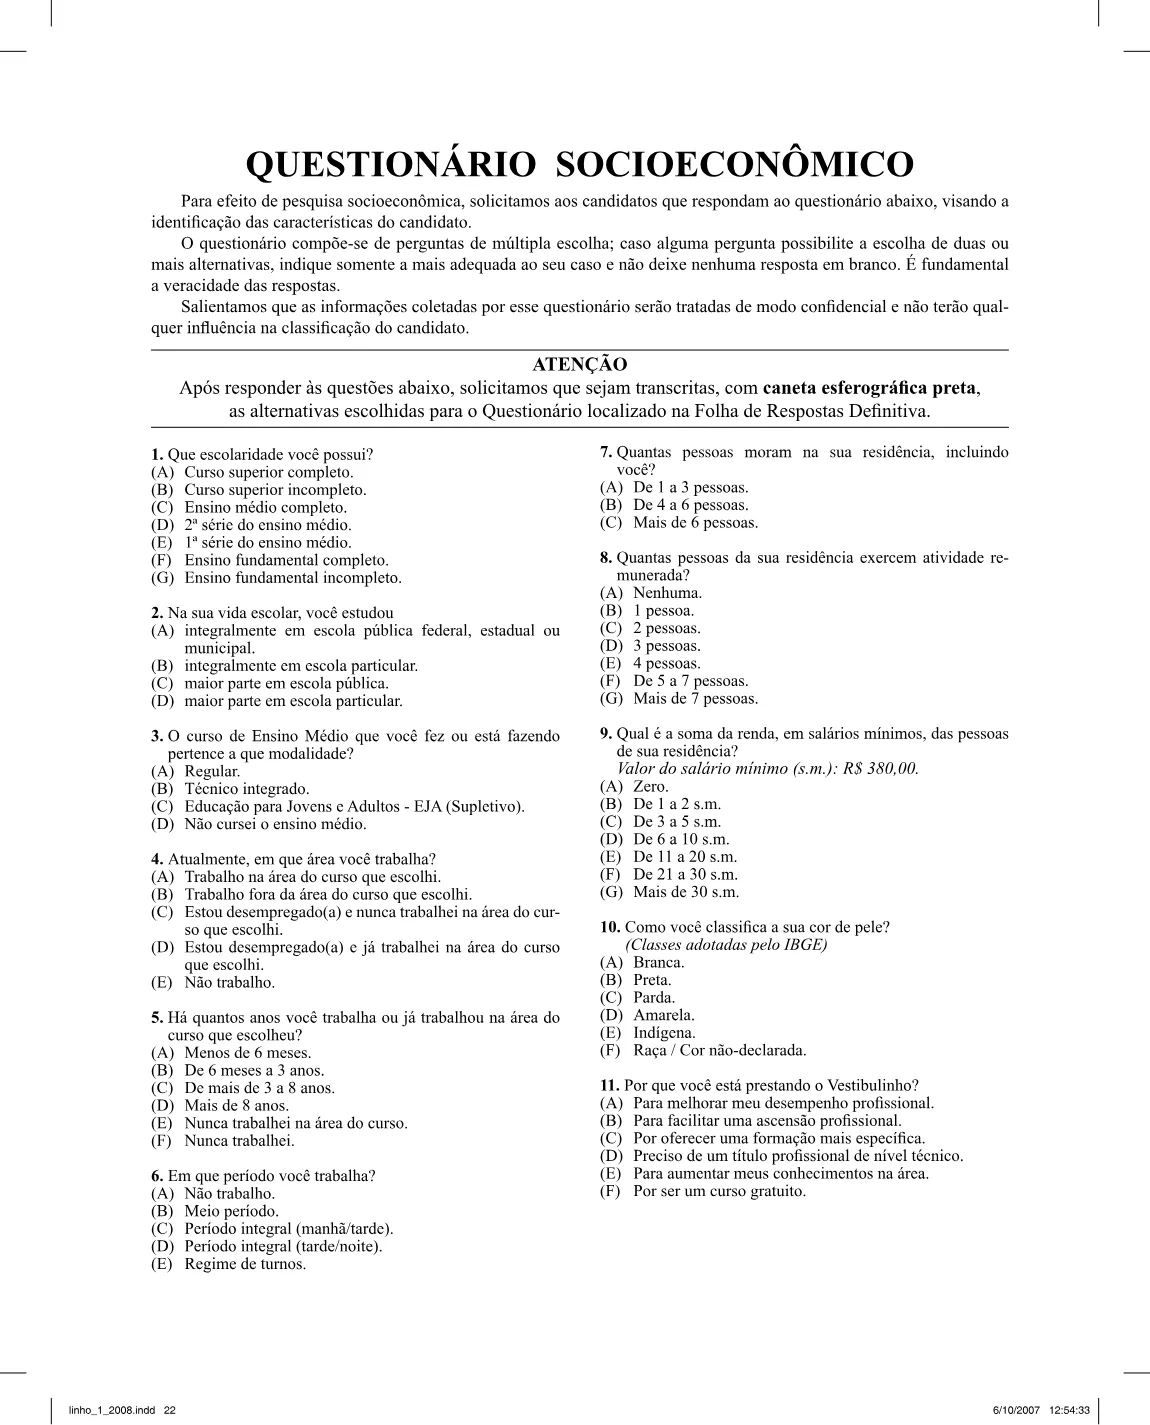 QUESTIONÁRIO SOCIOECONÔMICO
Para efeito de pesquisa socioeconômica, solicitamos aos candidatos que respondam ao questionário abaixo, visando a
identificação das características do candidato.
O questionário compõe-se de perguntas de múltipla escolha; caso alguma pergunta possibilite a escolha de duas ou
mais alternativas, indique somente a mais adequada ao seu caso e não deixe nenhuma resposta em branco. É fundamental
a veracidade das respostas.
Salientamos que as informações coletadas por esse questionário serão tratadas de modo confidencial e não terão qual-
quer influência na classificação do candidato.
ATENÇÃO
Após responder às questões abaixo, solicitamos que sejam transcritas, com caneta esferográfica preta,
as alternativas escolhidas para o Questionário localizado na Folha de Respostas Definitiva.
1. Que escolaridade você possui?
(A) Curso superior completo.
(B) Curso superior incompleto.
(C) Ensino médio completo.
(D) 2ª série do ensino médio.
(E) 1ª série do ensino médio.
(F) Ensino fundamental completo.
(G) Ensino fundamental incompleto.
2. Na sua vida escolar, você estudou
(A) integralmente em escola pública federal, estadual ou
municipal.
(B) integralmente em escola particular.
(C) maior parte em escola pública.
(D) maior parte em escola particular.
3. O curso de Ensino Médio que você fez ou está fazendo
pertence a que modalidade?
(A) Regular.
(B) Técnico integrado.
(C) Educação para Jovens e Adultos - EJA (Supletivo).
(D) Não cursei o ensino médio.
4. Atualmente, em que área você trabalha?
(A) Trabalho na área do curso que escolhi.
(B) Trabalho fora da área do curso que escolhi.
(C) Estou desempregado(a) e nunca trabalhei na área do cur-
so que escolhi.
(D) Estou desempregado(a) e já trabalhei na área do curso
que escolhi.
(E) Não trabalho.
5. Há quantos anos você trabalha ou já trabalhou na área do
curso que escolheu?
(A) Menos de 6 meses.
(B) De 6 meses a 3 anos.
(C) De mais de 3 a 8 anos.
(D) Mais de 8 anos.
(E) Nunca trabalhei na área do curso.
(F) Nunca trabalhei.
6. Em que período você trabalha?
(A) Não trabalho.
(B) Meio período.
(C) Período integral (manhã/tarde).
(D) Período integral (tarde/noite).
(E) Regime de turnos.
7. Quantas pessoas moram na sua residência, incluindo
você?
(A) De 1 a 3 pessoas.
(B) De 4 a 6 pessoas.
(C) Mais de 6 pessoas.
8. Quantas pessoas da sua residência exercem atividade re-
munerada?
(A) Nenhuma.
(B) 1 pessoa.
(C) 2 pessoas.
(D) 3 pessoas.
(E) 4 pessoas.
(F) De 5 a 7 pessoas.
(G) Mais de 7 pessoas.
9. Qual é a soma da renda, em salários mínimos, das pessoas
de sua residência?
Valor do salário mínimo (s.m.): R$ 380,00.
(A) Zero.
(B) De 1 a 2 s.m.
(C) De 3 a 5 s.m.
(D) De 6 a 10 s.m.
(E) De 11 a 20 s.m.
(F) De 21 a 30 s.m.
(G) Mais de 30 s.m.
10. Como você classifica a sua cor de pele?
(Classes adotadas pelo IBGE)
(A) Branca.
(B) Preta.
(C) Parda.
(D) Amarela.
(E) Indígena.
(F) Raça / Cor não-declarada.
11. Por que você está prestando o Vestibulinho?
(A) Para melhorar meu desempenho profissional.
(B) Para facilitar uma ascensão profissional.
(C) Por oferecer uma formação mais específica.
(D) Preciso de um título profissional de nível técnico.
(E) Para aumentar meus conhecimentos na área.
(F) Por ser um curso gratuito.
linho_1_2008.indd 22
6/10/2007 12:54:33